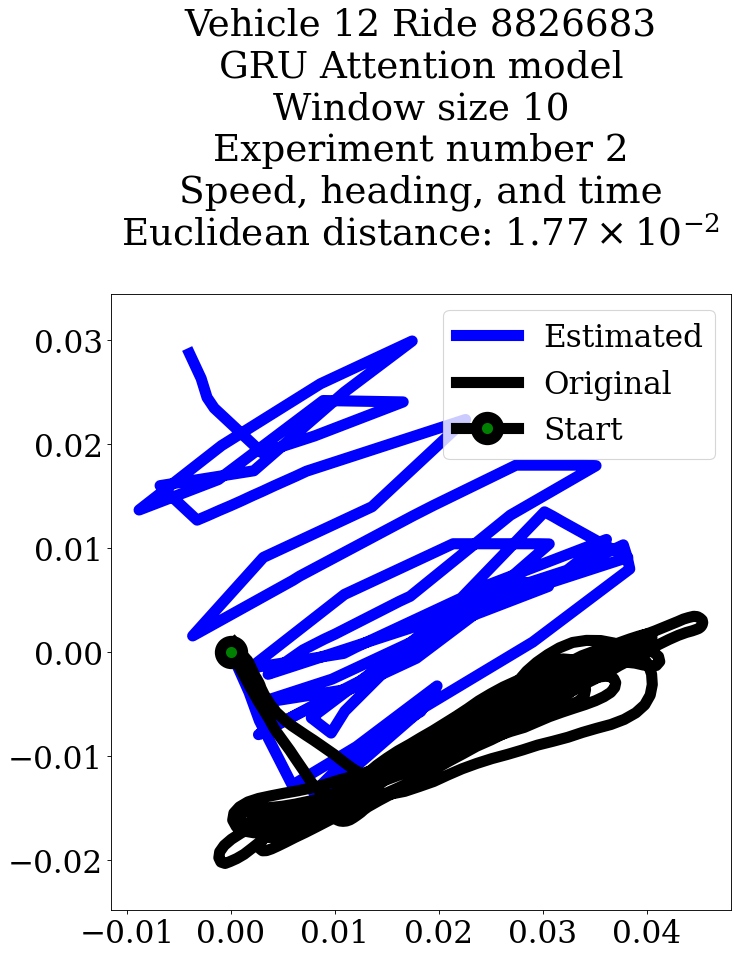 Vehicle 12 Ride 8826683
GRU Attention model
Window size 10
Experiment number 2
Speed, heading, and time
Euclidean distance: 1.77 × 10⁻²
Estimated
Original
Start
0.03
0.02
0.01
0.00
−0.01
−0.02
−0.01 0.00 0.01 0.02 0.03 0.04